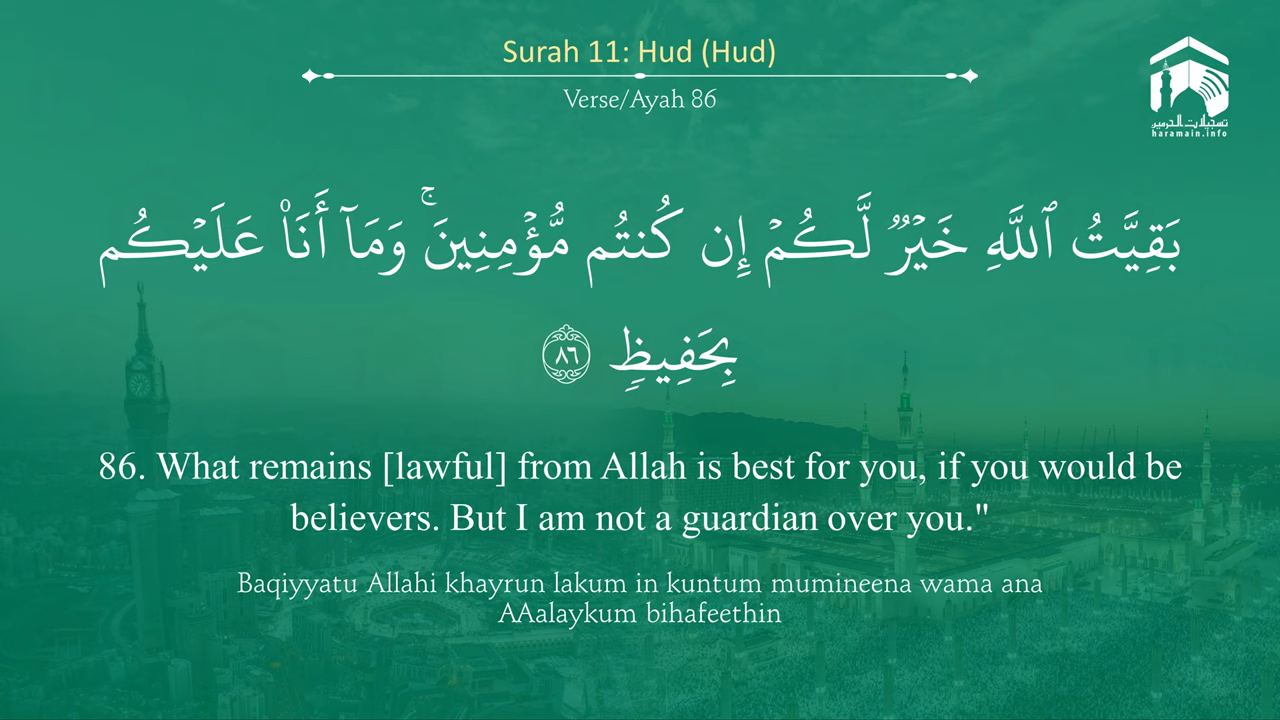 Surah 11: Hud (Hud)
Verse/Ayah 86
تسجيلات الحرمين
haramain.info
بَقِيَّتُ ٱللَّهِ خَيْرٌۭ لَّكُمْ إِن كُنتُم مُّؤْمِنِينَ ۚ وَمَآ أَنَا۠ عَلَيْكُم
بِحَفِيظٍۢ ٨٦
86. What remains [lawful] from Allah is best for you, if you would be
believers. But I am not a guardian over you."
Baqiyyatu Allahi khayrun lakum in kuntum mumineena wama ana
AAalaykum bihafeethin